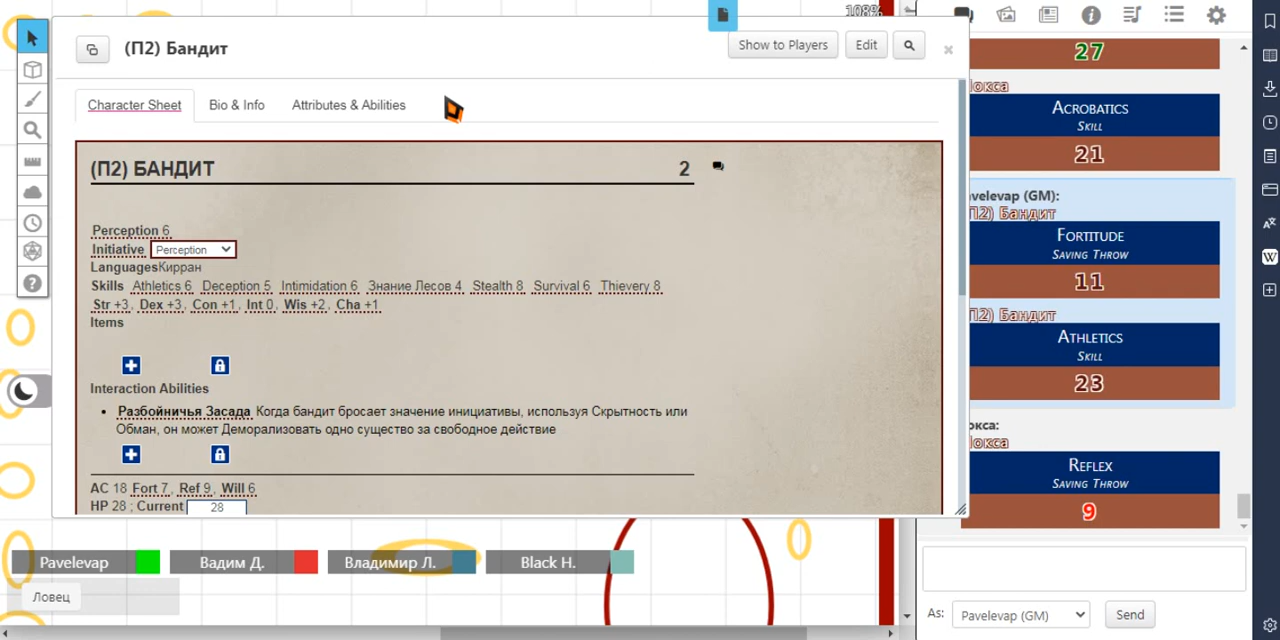 108%
(П2) Бандит
Show to Players
Edit
Character Sheet
Bio & Info
Attributes & Abilities
(П2) БАНДИТ 2
Perception 6
Initiative Perception
LanguagesКирран
Skills Athletics 6 Deception 5 Intimidation 6 Знание Лесов 4 Stealth 8 Survival 6 Thievery 8
Str +3, Dex +3, Con +1, Int 0, Wis +2, Cha +1
Items
Interaction Abilities
• Разбойничья Засада Когда бандит бросает значение инициативы, используя Скрытность или
Обман, он может Деморализовать одно существо за свободное действие
AC 18 Fort 7, Ref 9, Will 6
HP 28 ; Current 28
27
локса
ACROBATICS
SKILL
21
avelevap (GM):
П2) Бандит
FORTITUDE
SAVING THROW
11
П2) Бандит
ATHLETICS
SKILL
23
окса:
локса
REFLEX
SAVING THROW
9
Pavelevap
Вадим Д.
Владимир Л.
Black H.
Ловец
As:
Pavelevap (GM)
Send